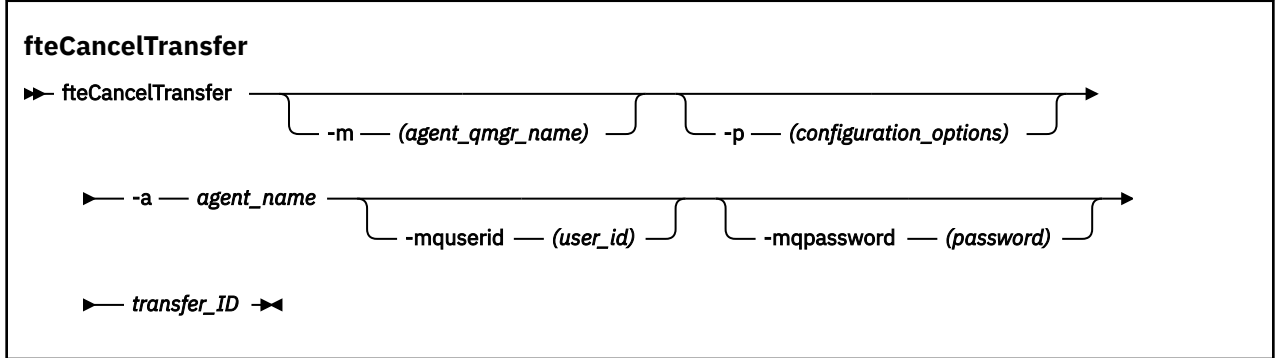 fteCancelTransfer
fteCancelTransfer
-m (agent_qmgr_name) -p (configuration_options)
-a agent_name
-mquserid (user_id) -mqpassword (password)
transfer_ID